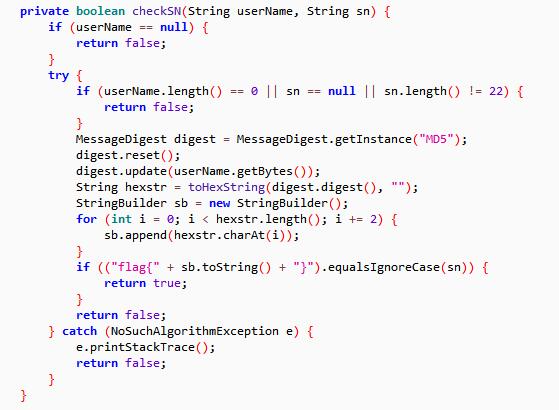 private boolean checkSN(String userName, String sn) {
    if (userName == null) {
        return false;
    }
    try {
        if (userName.length() == 0 || sn == null || sn.length() != 22) {
            return false;
        }
        MessageDigest digest = MessageDigest.getInstance("MD5");
        digest.reset();
        digest.update(userName.getBytes());
        String hexstr = toHexString(digest.digest(), "");
        StringBuilder sb = new StringBuilder();
        for (int i = 0; i < hexstr.length(); i += 2) {
            sb.append(hexstr.charAt(i));
        }
        if (("flag{" + sb.toString() + "}").equalsIgnoreCase(sn)) {
            return true;
        }
        return false;
    } catch (NoSuchAlgorithmException e) {
        e.printStackTrace();
        return false;
    }
}